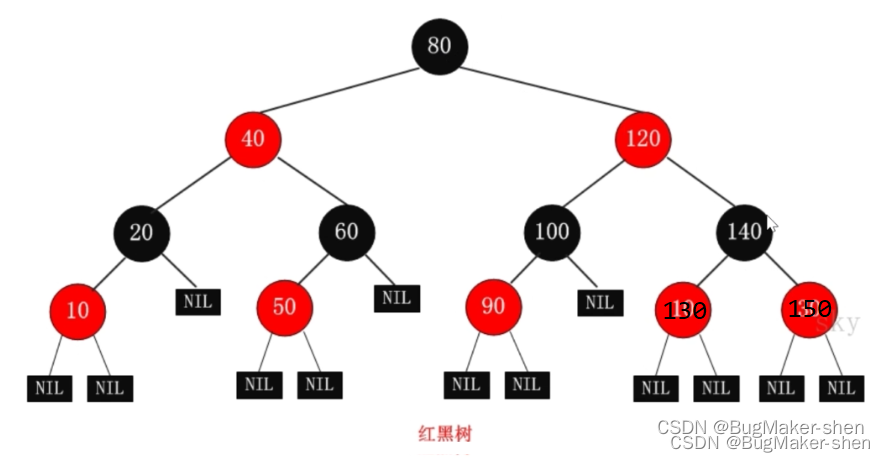 80
40 120
20 60 100 140
NIL NIL NIL
10 50 90 130 150
sky
NIL NIL NIL NIL NIL NIL NIL NIL NIL NIL
红黑树
CSDN @BugMaker-shen
CSDN @BugMaker-shen